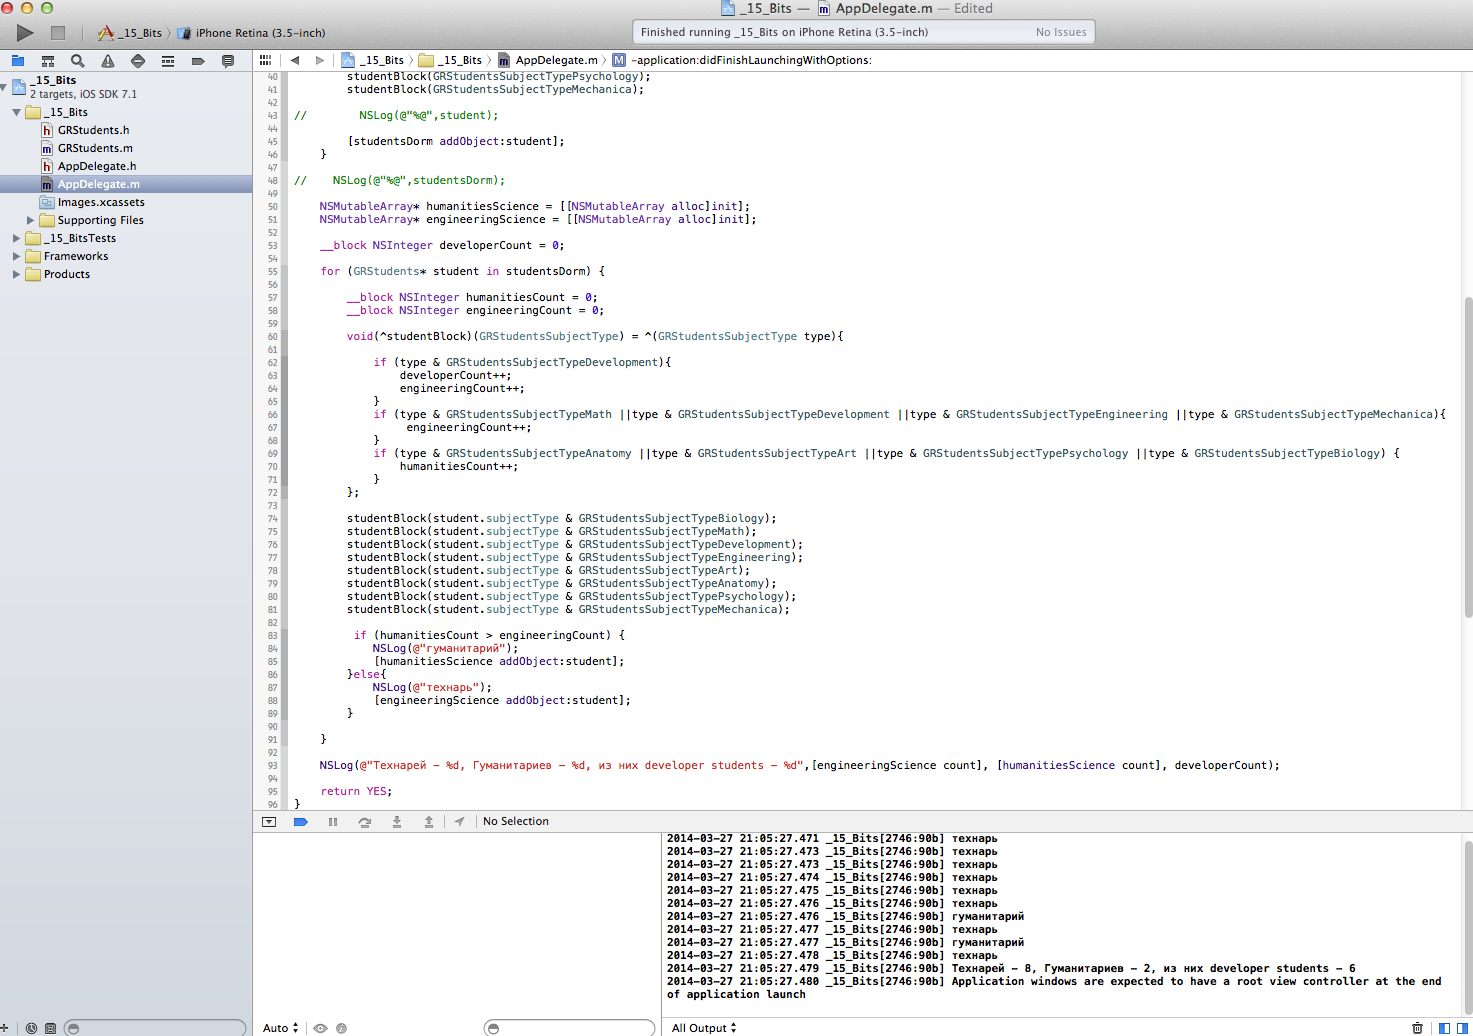 _15_Bits — AppDelegate.m — Edited
_15_Bits iPhone Retina (3.5-inch)
Finished running _15_Bits on iPhone Retina (3.5-inch) No Issues
_15_Bits _15_Bits AppDelegate.m M -application:didFinishLaunchingWithOptions:
_15_Bits
2 targets, iOS SDK 7.1
_15_Bits
h GRStudents.h
m GRStudents.m
h AppDelegate.h
m AppDelegate.m
Images.xcassets
Supporting Files
_15_BitsTests
Frameworks
Products
40 studentBlock(GRStudentsSubjectTypePsychology);
41 studentBlock(GRStudentsSubjectTypeMechanica);
42
43 // NSLog(@"%@",student);
44
45 [studentsDorm addObject:student];
46 }
47
48 // NSLog(@"%@",studentsDorm);
49
50 NSMutableArray* humanitiesScience = [[NSMutableArray alloc]init];
51 NSMutableArray* engineeringScience = [[NSMutableArray alloc]init];
52
53 __block NSInteger developerCount = 0;
54
55 for (GRStudents* student in studentsDorm) {
56
57 __block NSInteger humanitiesCount = 0;
58 __block NSInteger engineeringCount = 0;
59
60 void(^studentBlock)(GRStudentsSubjectType) = ^(GRStudentsSubjectType type){
61
62 if (type & GRStudentsSubjectTypeDevelopment){
63 developerCount++;
64 engineeringCount++;
65 }
66 if (type & GRStudentsSubjectTypeMath ||type & GRStudentsSubjectTypeDevelopment ||type & GRStudentsSubjectTypeEngineering ||type & GRStudentsSubjectTypeMechanica){
67 engineeringCount++;
68 }
69 if (type & GRStudentsSubjectTypeAnatomy ||type & GRStudentsSubjectTypeArt ||type & GRStudentsSubjectTypePsychology ||type & GRStudentsSubjectTypeBiology) {
70 humanitiesCount++;
71 }
72 };
73
74 studentBlock(student.subjectType & GRStudentsSubjectTypeBiology);
75 studentBlock(student.subjectType & GRStudentsSubjectTypeMath);
76 studentBlock(student.subjectType & GRStudentsSubjectTypeDevelopment);
77 studentBlock(student.subjectType & GRStudentsSubjectTypeEngineering);
78 studentBlock(student.subjectType & GRStudentsSubjectTypeArt);
79 studentBlock(student.subjectType & GRStudentsSubjectTypeAnatomy);
80 studentBlock(student.subjectType & GRStudentsSubjectTypePsychology);
81 studentBlock(student.subjectType & GRStudentsSubjectTypeMechanica);
82
83 if (humanitiesCount > engineeringCount) {
84 NSLog(@"гуманитарий");
85 [humanitiesScience addObject:student];
86 }else{
87 NSLog(@"технарь");
88 [engineeringScience addObject:student];
89 }
90
91 }
92
93 NSLog(@"Технарей - %d, Гуманитариев - %d, из них developer students - %d",[engineeringScience count], [humanitiesScience count], developerCount);
94
95 return YES;
96 }
No Selection
2014-03-27 21:05:27.471 _15_Bits[2746:90b] технарь
2014-03-27 21:05:27.473 _15_Bits[2746:90b] технарь
2014-03-27 21:05:27.473 _15_Bits[2746:90b] технарь
2014-03-27 21:05:27.474 _15_Bits[2746:90b] технарь
2014-03-27 21:05:27.475 _15_Bits[2746:90b] технарь
2014-03-27 21:05:27.476 _15_Bits[2746:90b] технарь
2014-03-27 21:05:27.476 _15_Bits[2746:90b] гуманитарий
2014-03-27 21:05:27.477 _15_Bits[2746:90b] технарь
2014-03-27 21:05:27.477 _15_Bits[2746:90b] гуманитарий
2014-03-27 21:05:27.478 _15_Bits[2746:90b] технарь
2014-03-27 21:05:27.479 _15_Bits[2746:90b] Технарей - 8, Гуманитариев - 2, из них developer students - 6
2014-03-27 21:05:27.480 _15_Bits[2746:90b] Application windows are expected to have a root view controller at the end
of application launch
Auto
All Output